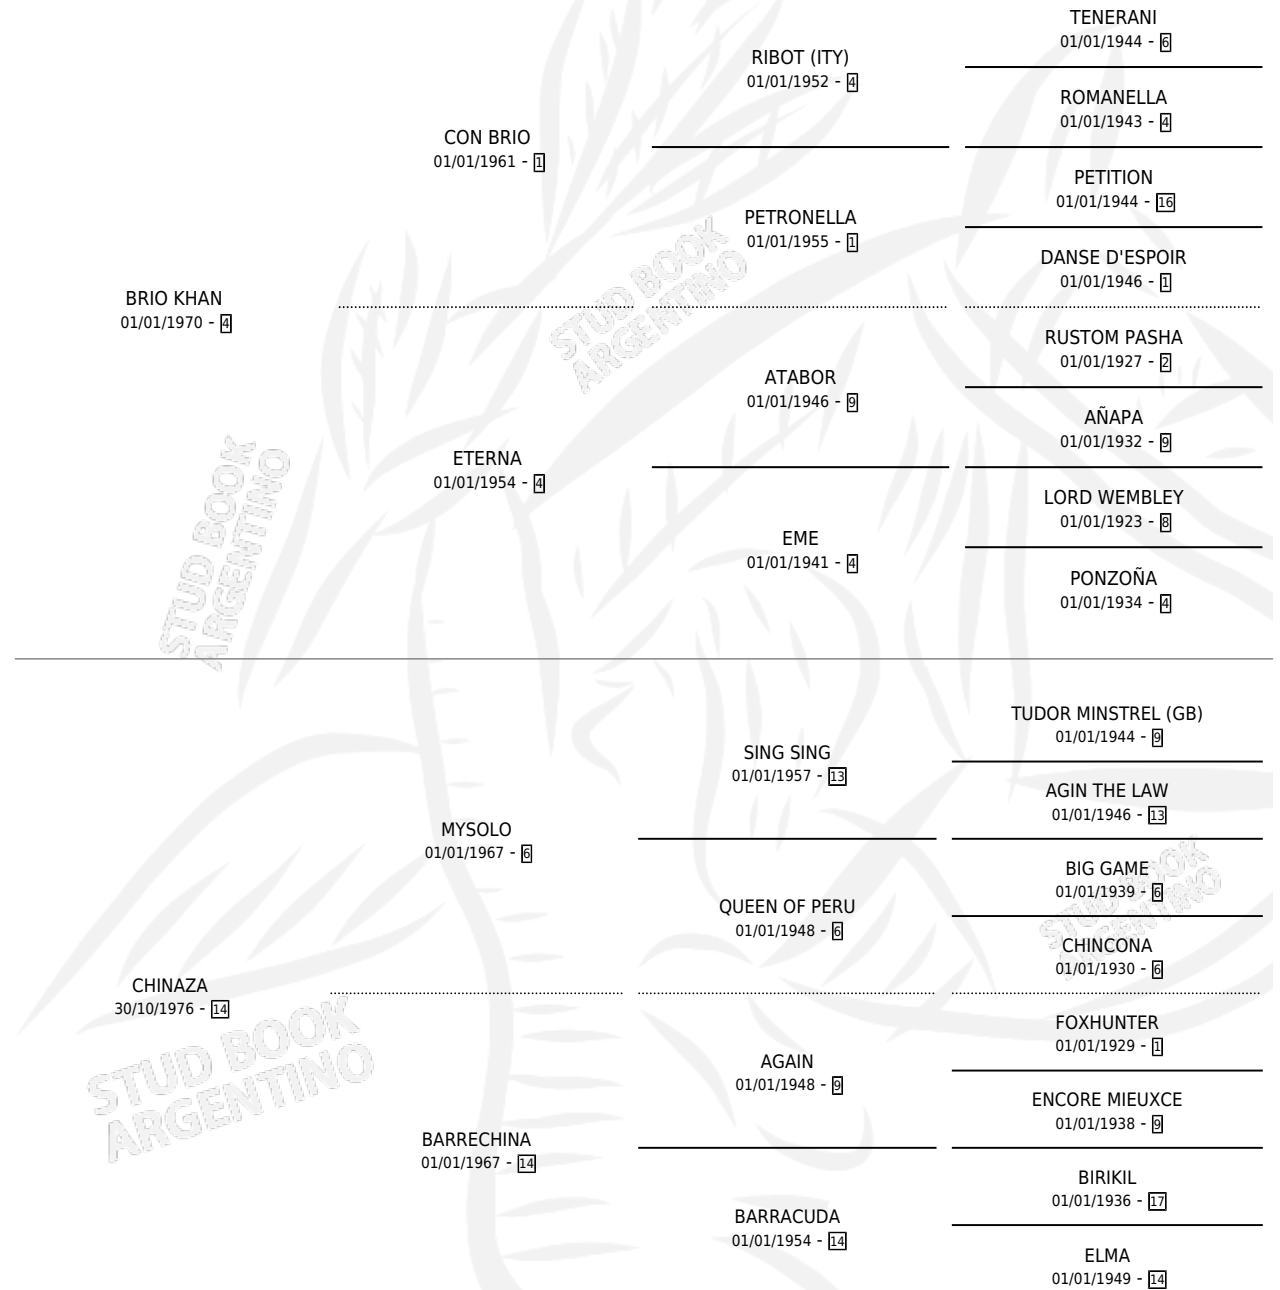 TENERANI
01/01/1944 - 6
RIBOT (ITY)
01/01/1952 - 4
ROMANELLA
01/01/1943 - 4
CON BRIO
01/01/1961 - 1
PETITION
01/01/1944 - 16
PETRONELLA
01/01/1955 - 1
DANSE D'ESPOIR
01/01/1946 - 1
BRIO KHAN
01/01/1970 - 4
RUSTOM PASHA
01/01/1927 - 2
ATABOR
01/01/1946 - 9
AÑAPA
01/01/1932 - 9
ETERNA
01/01/1954 - 4
LORD WEMBLEY
01/01/1923 - 8
EME
01/01/1941 - 4
PONZOÑA
01/01/1934 - 4
TUDOR MINSTREL (GB)
01/01/1944 - 9
SING SING
01/01/1957 - 13
AGIN THE LAW
01/01/1946 - 13
MYSOLO
01/01/1967 - 6
BIG GAME
01/01/1939 - 6
QUEEN OF PERU
01/01/1948 - 6
CHINCONA
01/01/1930 - 6
CHINAZA
30/10/1976 - 14
FOXHUNTER
01/01/1929 - 1
AGAIN
01/01/1948 - 9
ENCORE MIEUXCE
01/01/1938 - 9
BARRECHINA
01/01/1967 - 14
BIRIKIL
01/01/1936 - 17
BARRACUDA
01/01/1954 - 14
ELMA
01/01/1949 - 14
STUD BOOK
ARGENTINO
STUD BOOK
ARGENTINO
STUD BOOK
ARGENTINO
STUD BOOK
ARGENTINO